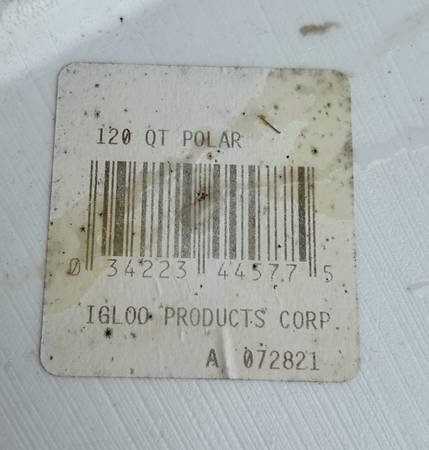 120 QT POLAR
0 34223 44577 5
IGLOO PRODUCTS CORP
A 072821